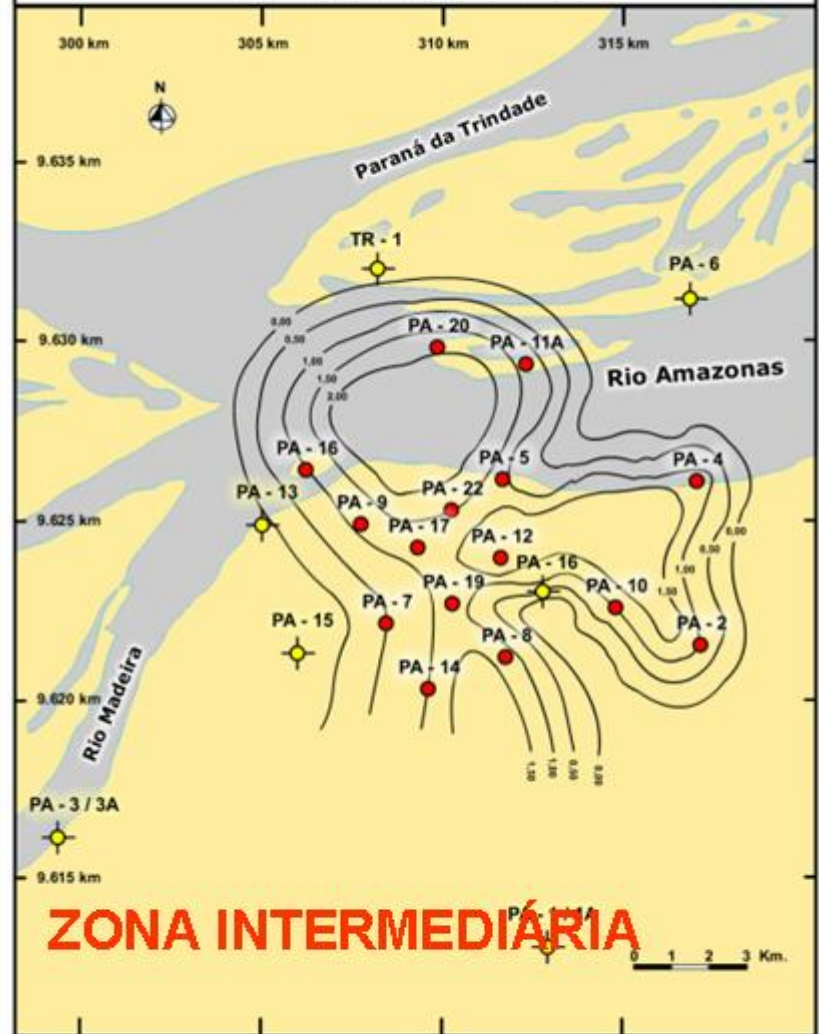 300 km
305 km
310 km
315 km
N
Paraná da Trindade
9.635 km
TR - 1
PA - 6
0,00
0,50
1,00
1,50
2,00
PA - 20
PA - 11A
9.630 km
Rio Amazonas
PA - 16
PA - 5
PA - 4
PA - 13
PA - 22
PA - 9
9.625 km
PA - 17
PA - 12
0,00
0,50
1,00
1,50
PA - 16
PA - 19
PA - 10
PA - 7
PA - 15
PA - 8
PA - 2
PA - 14
9.620 km
Rio Madeira
1,50
1,00
0,50
0,00
PA - 3 / 3A
9.615 km
ZONA INTERMEDIÁRIA
0 1 2 3 Km.